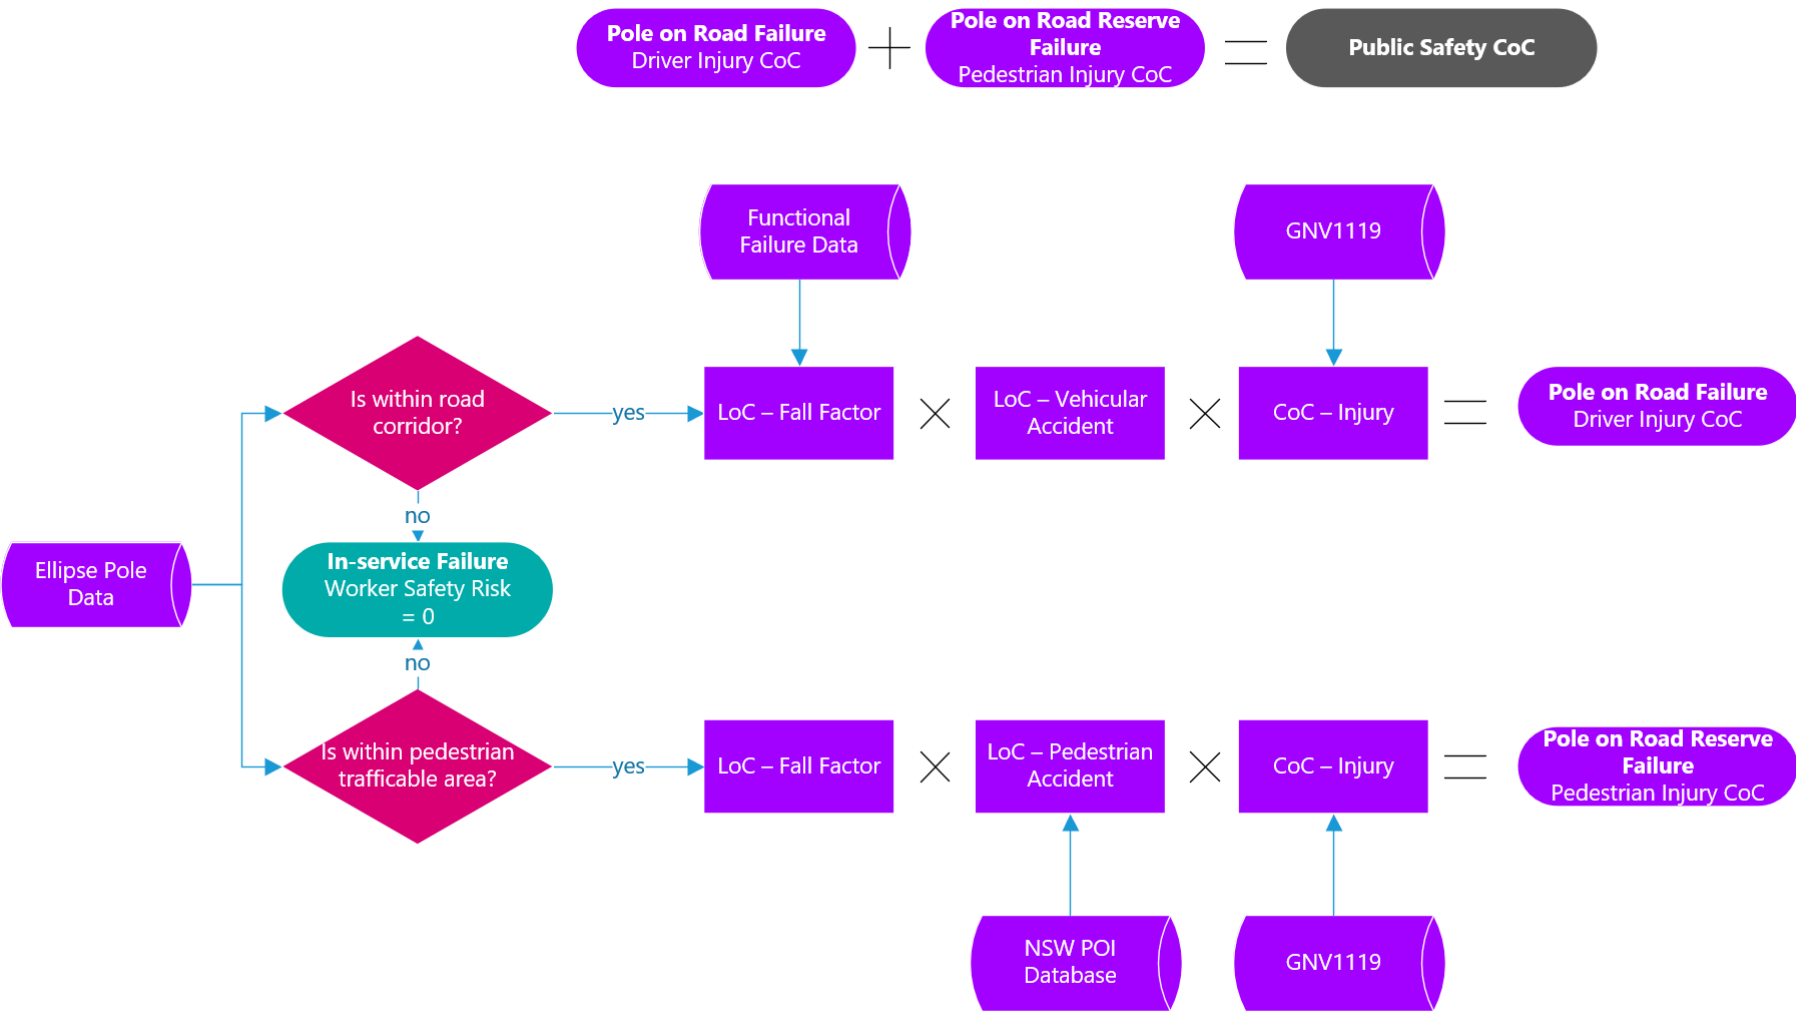 Pole on Road Failure
Driver Injury CoC
Pole on Road Reserve
Failure
Pedestrian Injury CoC
Public Safety CoC
Functional
Failure Data
GNV1119
Is within road
corridor?
yes
LoC – Fall Factor
LoC – Vehicular
Accident
CoC – Injury
Pole on Road Failure
Driver Injury CoC
no
Ellipse Pole
Data
In-service Failure
Worker Safety Risk
= 0
no
Is within pedestrian
trafficable area?
yes
LoC – Fall Factor
LoC – Pedestrian
Accident
CoC – Injury
Pole on Road Reserve
Failure
Pedestrian Injury CoC
NSW POI
Database
GNV1119